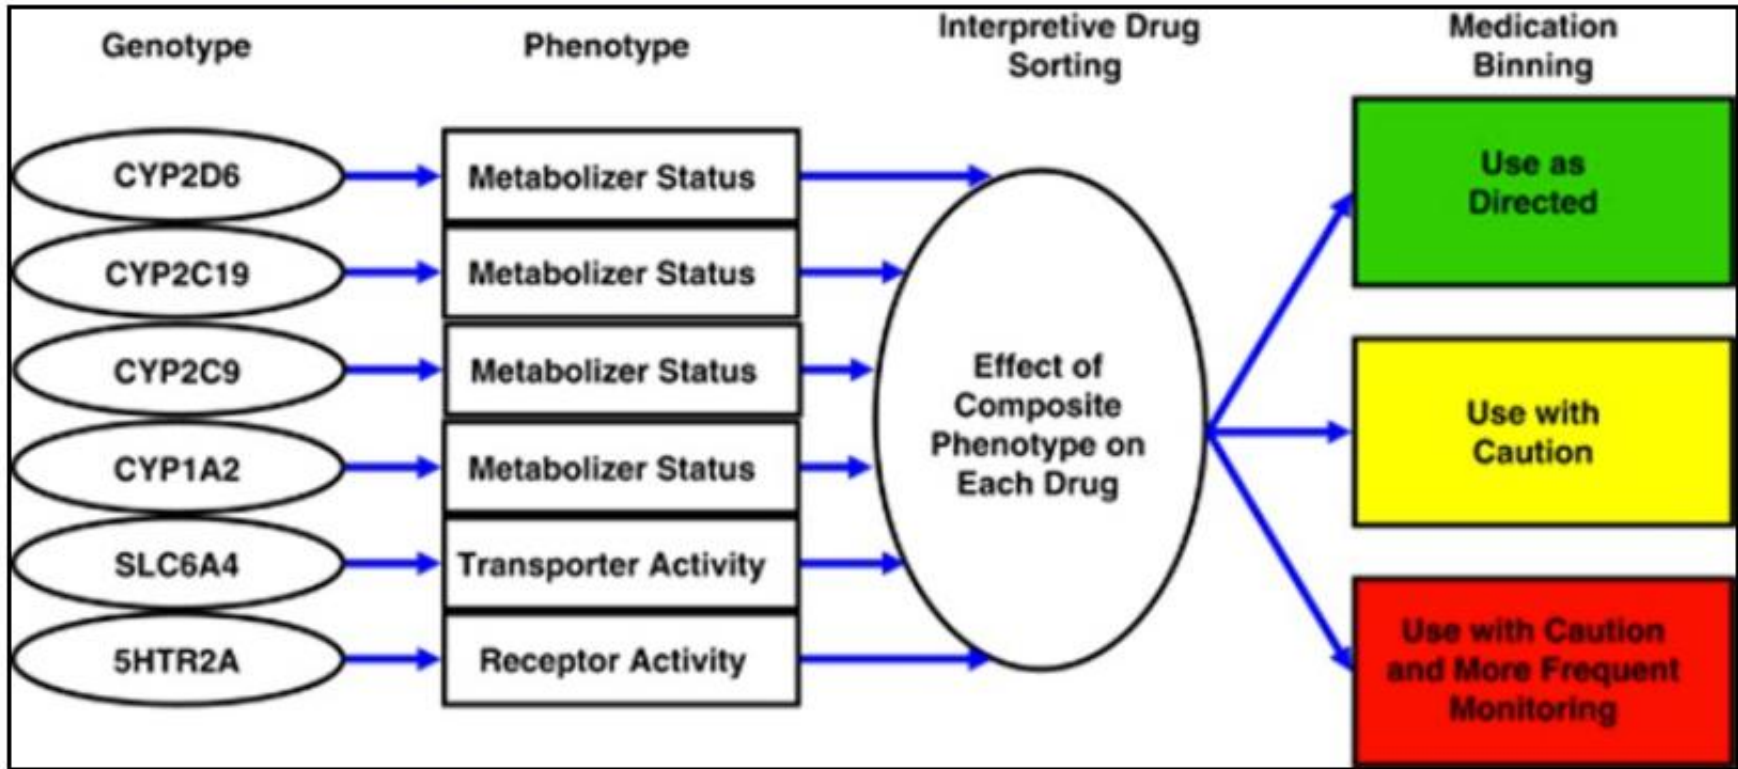 Genotype
Phenotype
Interpretive Drug
Sorting
Medication
Binning
CYP2D6
Metabolizer Status
CYP2C19
Metabolizer Status
CYP2C9
Metabolizer Status
CYP1A2
Metabolizer Status
SLC6A4
Transporter Activity
5HTR2A
Receptor Activity
Effect of
Composite
Phenotype on
Each Drug
Use as
Directed
Use with
Caution
Use with Caution
and More Frequent
Monitoring